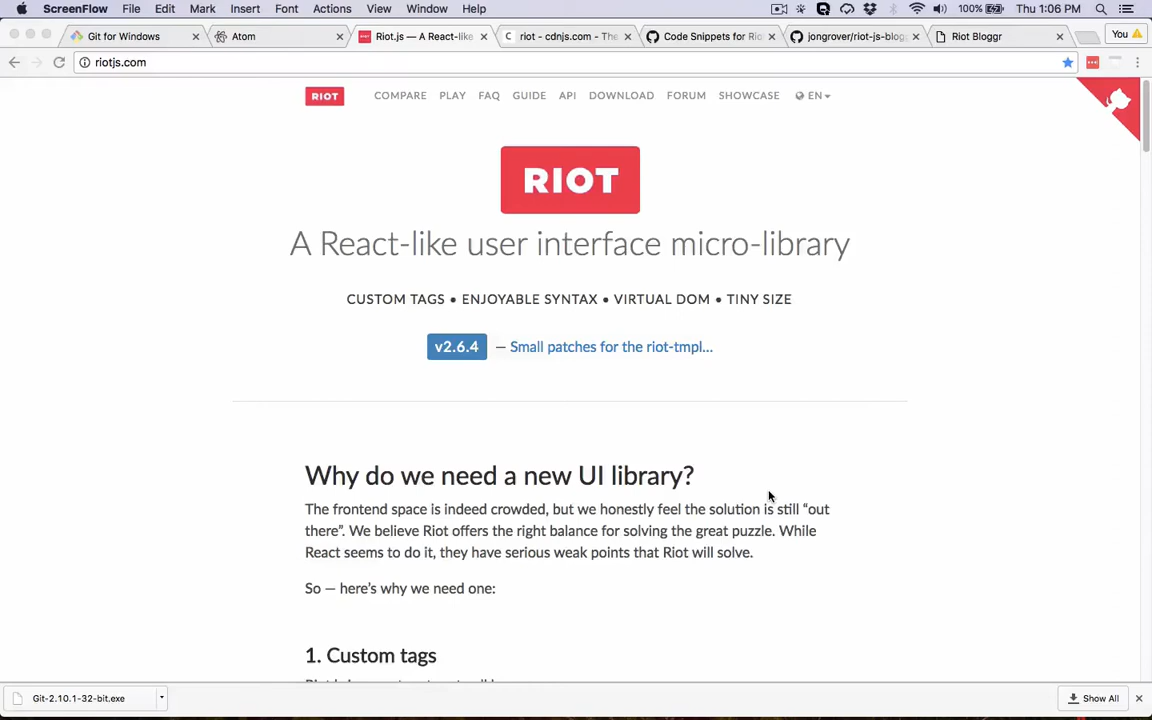 ScreenFlow File Edit Mark Insert Font Actions View Window Help 100% Thu 1:06 PM
Git for Windows Atom Riot.js — A React-like riot - cdnjs.com - The Code Snippets for Rio jongrover/riot-js-blog Riot Bloggr You
riotjs.com
RIOT COMPARE PLAY FAQ GUIDE API DOWNLOAD FORUM SHOWCASE EN
RIOT
A React-like user interface micro-library
CUSTOM TAGS • ENJOYABLE SYNTAX • VIRTUAL DOM • TINY SIZE
v2.6.4 — Small patches for the riot-tmpl...
Why do we need a new UI library?
The frontend space is indeed crowded, but we honestly feel the solution is still “out
there”. We believe Riot offers the right balance for solving the great puzzle. While
React seems to do it, they have serious weak points that Riot will solve.
So — here’s why we need one:
1. Custom tags
Git-2.10.1-32-bit.exe Show All